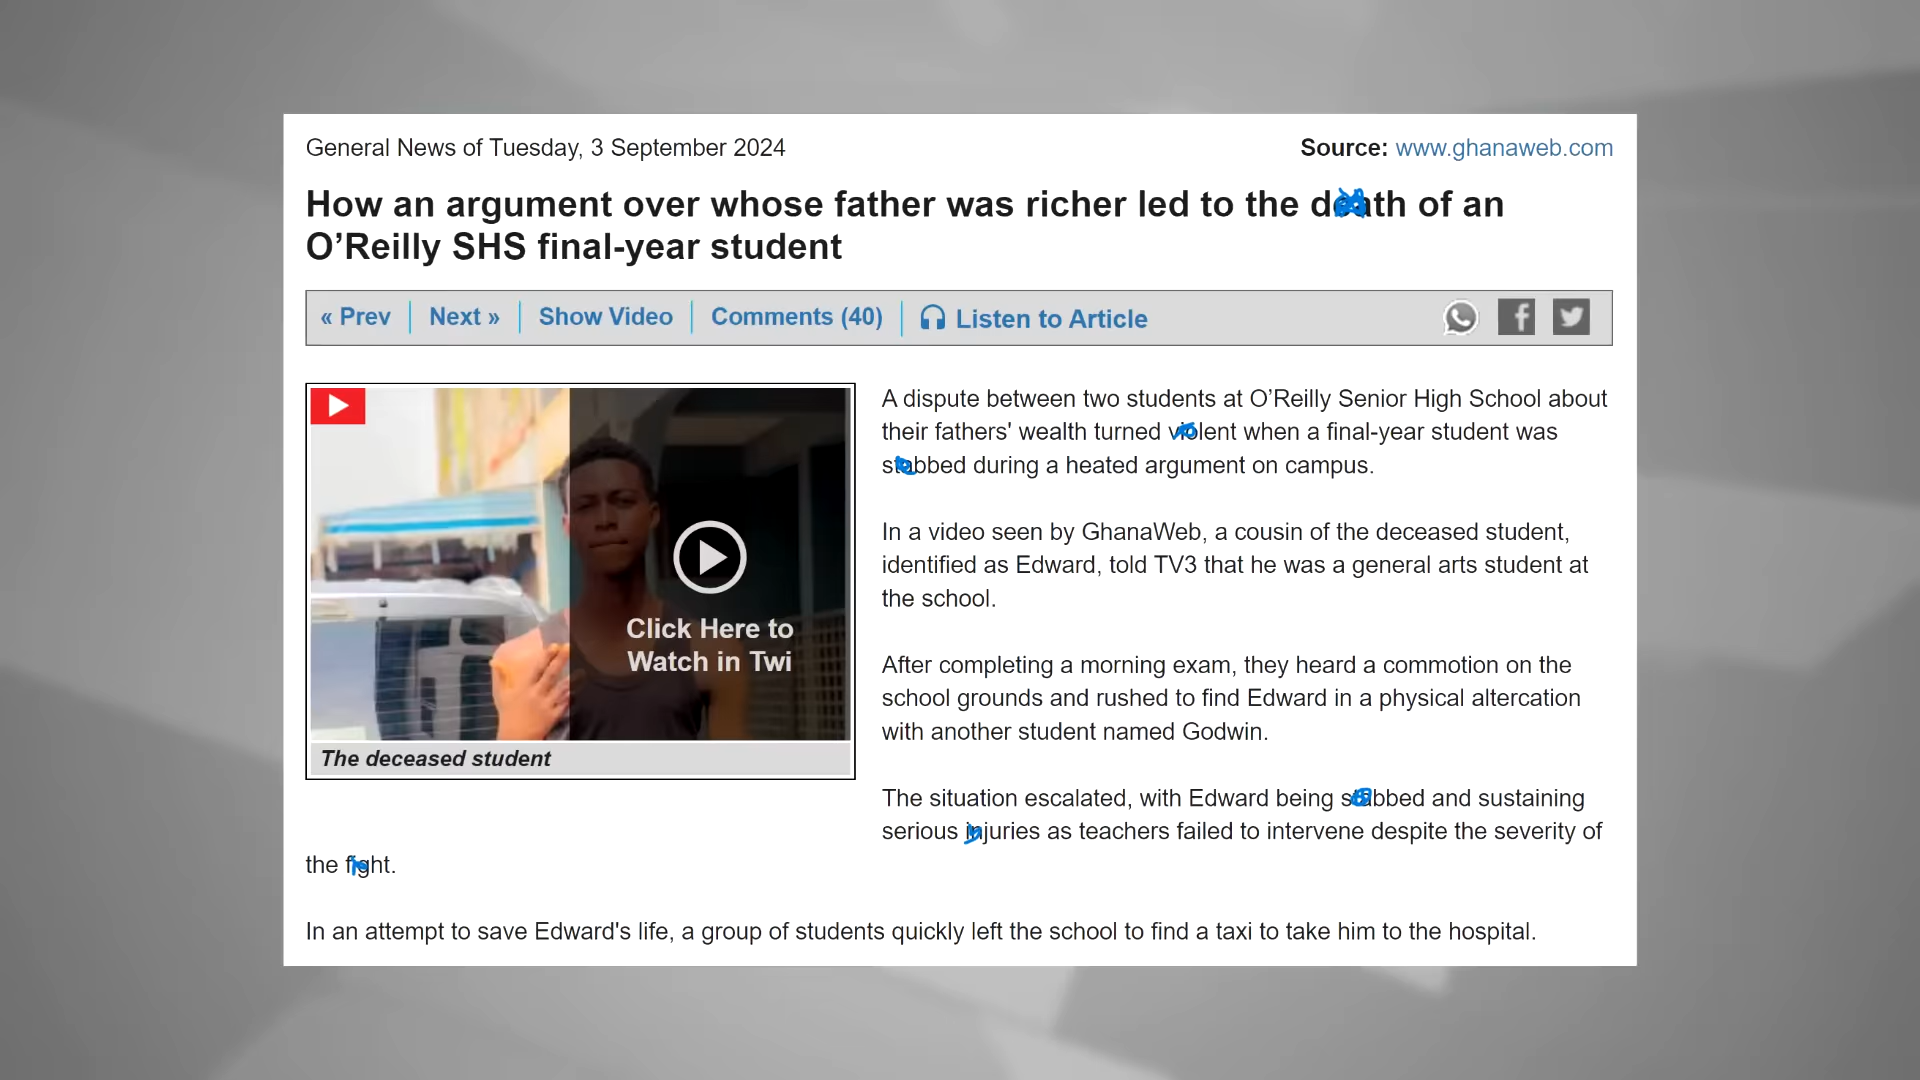 General News of Tuesday, 3 September 2024
Source: www.ghanaweb.com
How an argument over whose father was richer led to the death of an
O’Reilly SHS final-year student
« Prev
Next »
Show Video
Comments (40)
Listen to Article
Click Here to
Watch in Twi
The deceased student
A dispute between two students at O’Reilly Senior High School about
their fathers' wealth turned violent when a final-year student was
stabbed during a heated argument on campus.
In a video seen by GhanaWeb, a cousin of the deceased student,
identified as Edward, told TV3 that he was a general arts student at
the school.
After completing a morning exam, they heard a commotion on the
school grounds and rushed to find Edward in a physical altercation
with another student named Godwin.
The situation escalated, with Edward being stabbed and sustaining
serious injuries as teachers failed to intervene despite the severity of
the fight.
In an attempt to save Edward's life, a group of students quickly left the school to find a taxi to take him to the hospital.